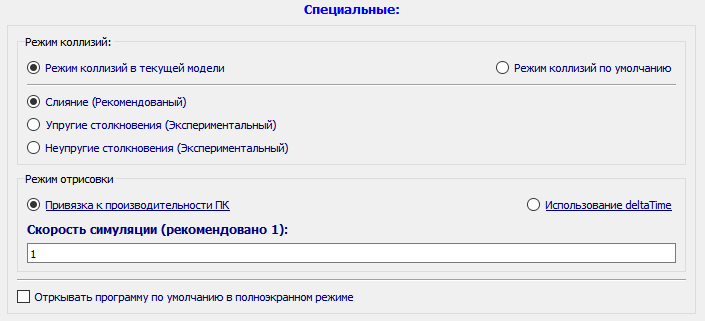 Специальные:
Режим коллизий:
Режим коллизий в текущей модели
Режим коллизий по умолчанию
Слияние (Рекомендованый)
Упругие столкновения (Экспериментальный)
Неупругие столкновения (Экспериментальный)
Режим отрисовки
Привязка к производительности ПК
Использование deltaTime
Скорость симуляции (рекомендовано 1):
1
Открывать программу по умолчанию в полноэкранном режиме